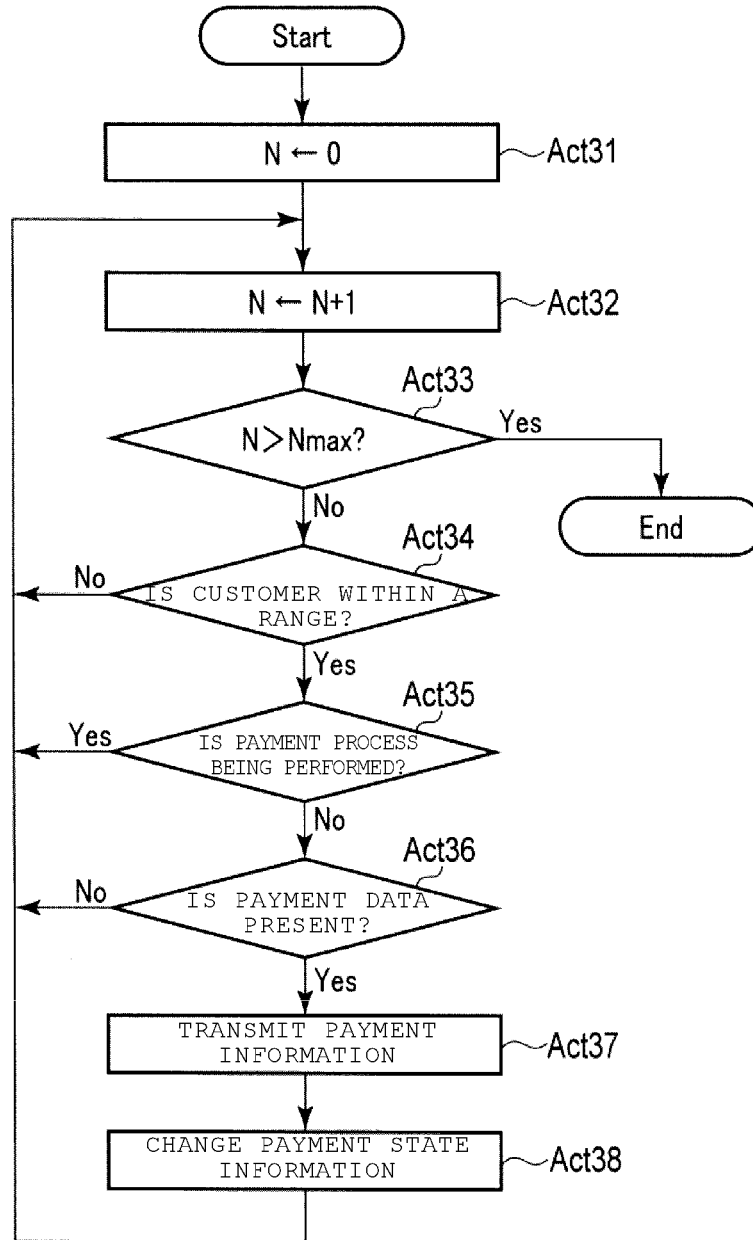 Start
N ← 0
Act31
N ← N+1
Act32
Act33
N＞Nmax?
Yes
No
End
Act34
No
IS CUSTOMER WITHIN A
RANGE?
Yes
Act35
Yes
IS PAYMENT PROCESS
BEING PERFORMED?
No
Act36
No
IS PAYMENT DATA
PRESENT?
Yes
TRANSMIT PAYMENT
INFORMATION
Act37
CHANGE PAYMENT STATE
INFORMATION
Act38